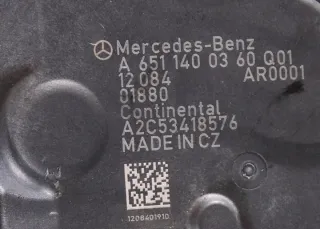 Mercedes-Benz
A 651 140 03 60 Q01
12 084 AR0001
01880
Continental
A2C53418576
MADE IN CZ
1208401910